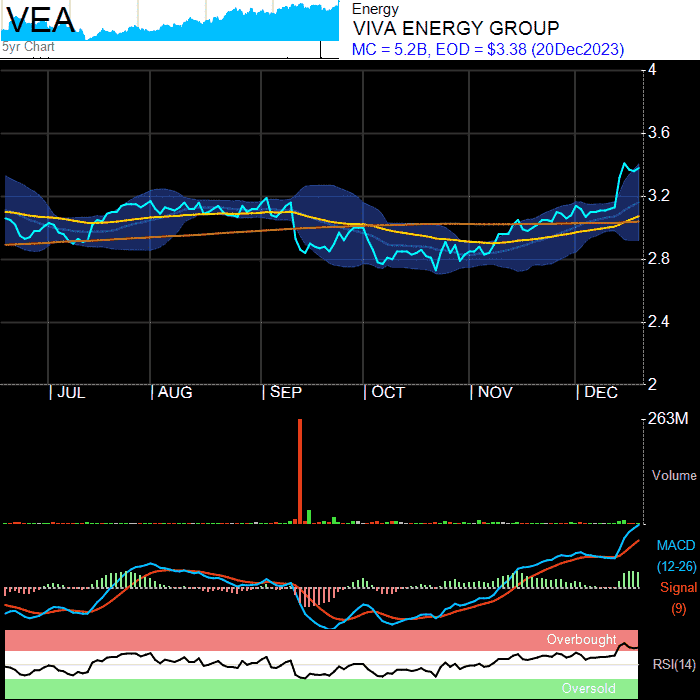 VEA
5yr Chart
Energy
VIVA ENERGY GROUP
MC = 5.2B, EOD = $3.38 (20Dec2023)
4
3.6
3.2
2.8
2.4
2
| JUL | AUG | SEP | OCT | NOV | DEC
263M
Volume
MACD
(12-26)
Signal
(9)
Overbought
RSI(14)
Oversold